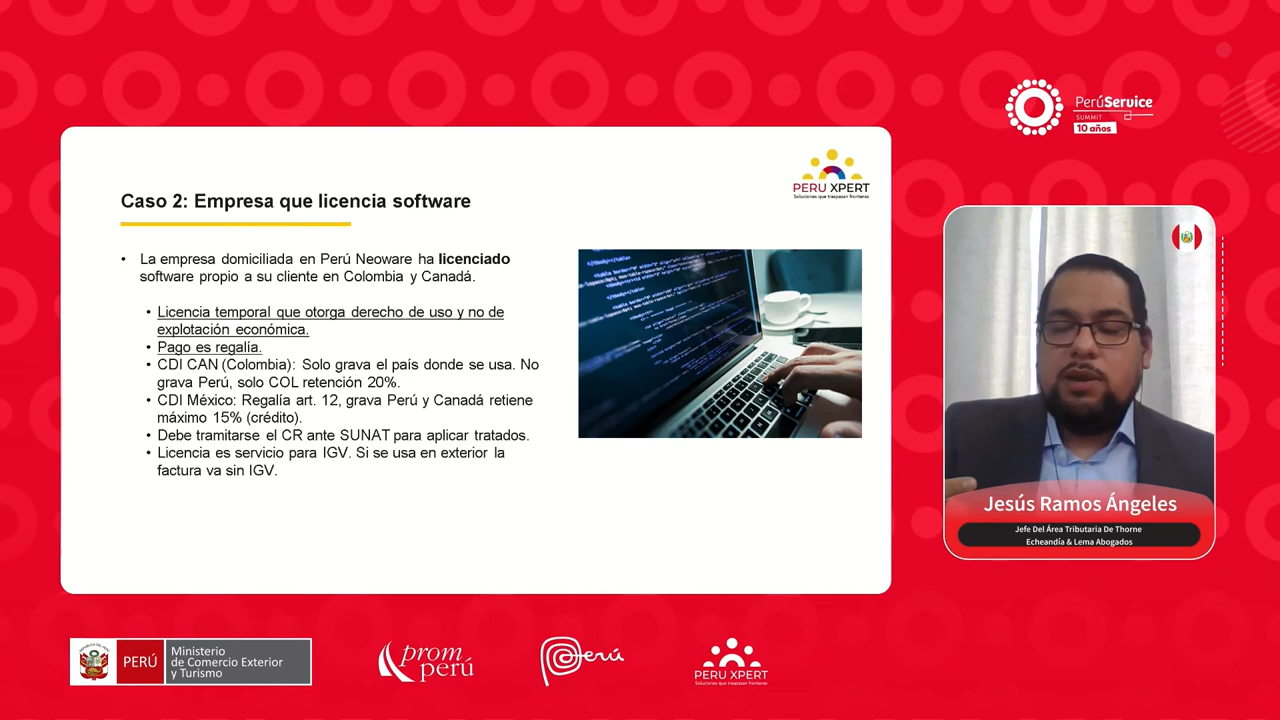 PerúService
SUMMIT
10 años
PERU XPERT
Soluciones que traspasan fronteras
Caso 2: Empresa que licencia software
• La empresa domiciliada en Perú Neoware ha licenciado
software propio a su cliente en Colombia y Canadá.
• Licencia temporal que otorga derecho de uso y no de
explotación económica.
• Pago es regalía.
• CDI CAN (Colombia): Solo grava el país donde se usa. No
grava Perú, solo COL retención 20%.
• CDI México: Regalía art. 12, grava Perú y Canadá retiene
máximo 15% (crédito).
• Debe tramitarse el CR ante SUNAT para aplicar tratados.
• Licencia es servicio para IGV. Si se usa en exterior la
factura va sin IGV.
Jesús Ramos Ángeles
Jefe Del Área Tributaria De Thorne
Echeandía & Lema Abogados
PERÚ
Ministerio
de Comercio Exterior
y Turismo
prom
perú
Perú
PERU XPERT
Soluciones que traspasan fronteras